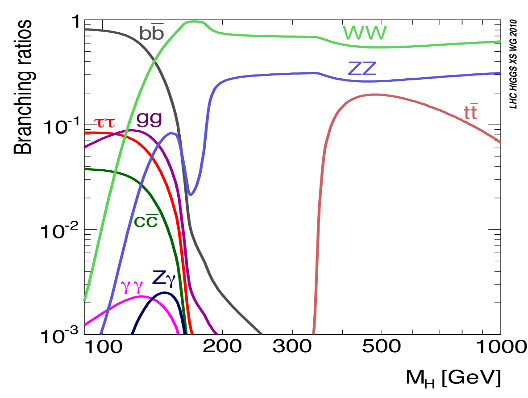 Branching ratios
1
10⁻¹
10⁻²
10⁻³
bb̄
WW
ZZ
tt̄
ττ
gg
cc̄
γγ
Zγ
100
200
300
500
1000
M_H [GeV]
LHC HIGGS XS WG 2010